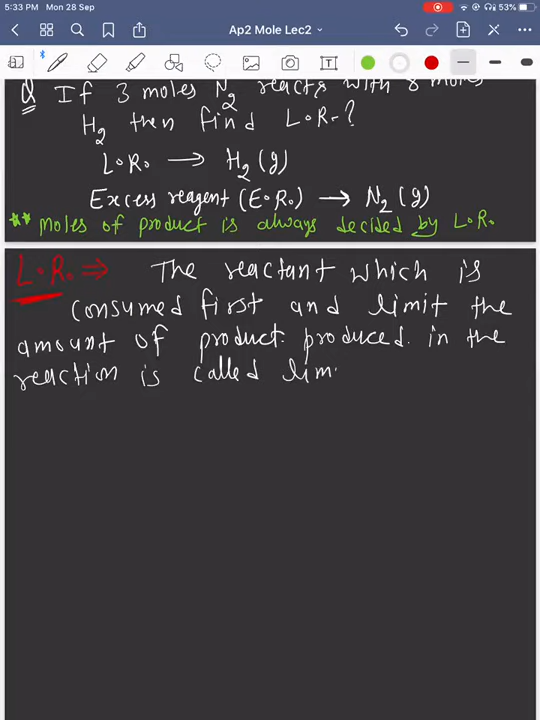 5:33 PM Mon 28 Sep
53%
Ap2 Mole Lec2
T
Q If 3 moles N2 reacts with 8 moles
H2 then find L.R.?
L.R. → H2(g)
Excess reagent (E.R.) → N2(g)
** moles of product is always decided by L.R.
L.R. ⇒ The reactant which is
consumed first and limit the
amount of product produced in the
reaction is called lim